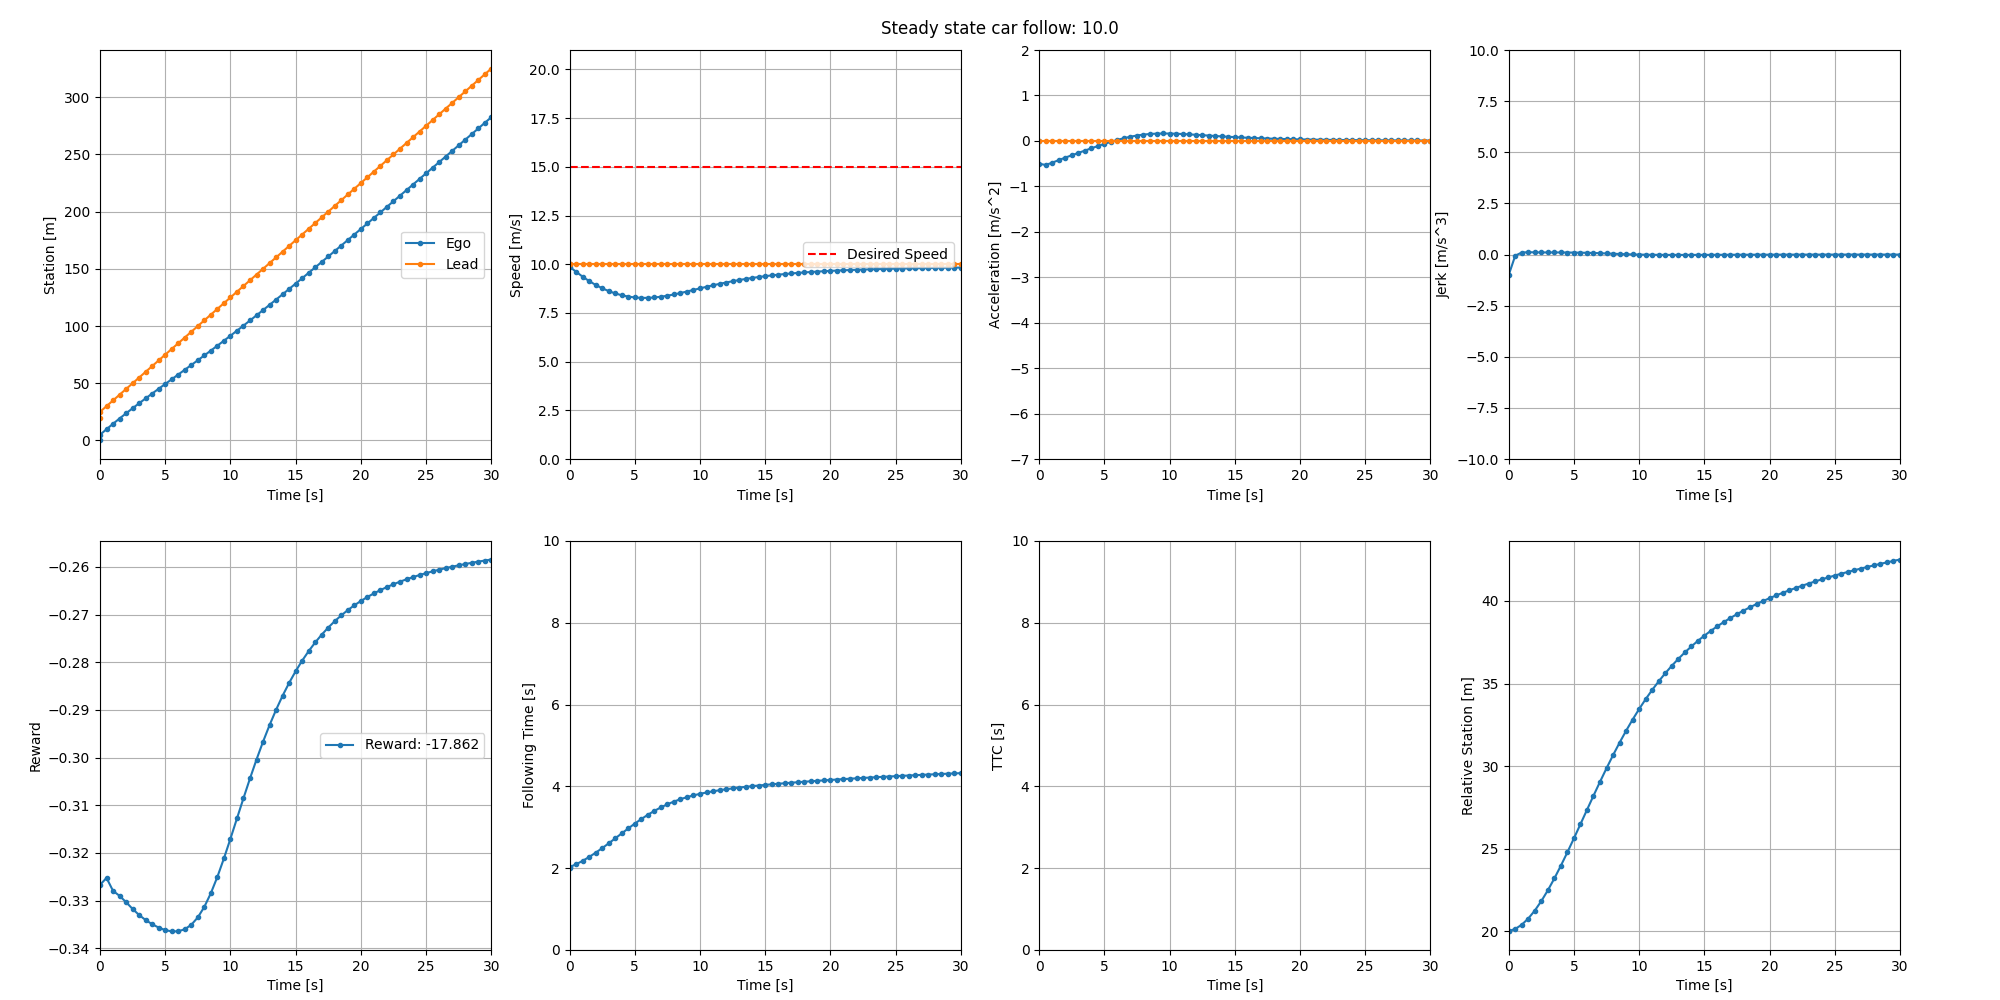 Steady state car follow: 10.0
Station [m]
300
250
200
150
100
50
0
Ego
Lead
0 5 10 15 20 25 30
Time [s]
Speed [m/s]
20.0
17.5
15.0
12.5
10.0
7.5
5.0
2.5
0.0
Desired Speed
0 5 10 15 20 25 30
Time [s]
Acceleration [m/s^2]
2
1
0
−1
−2
−3
−4
−5
−6
−7
0 5 10 15 20 25 30
Time [s]
Jerk [m/s^3]
10.0
7.5
5.0
2.5
0.0
−2.5
−5.0
−7.5
−10.0
0 5 10 15 20 25 30
Time [s]
Reward
−0.26
−0.27
−0.28
−0.29
−0.30
−0.31
−0.32
−0.33
−0.34
Reward: -17.862
0 5 10 15 20 25 30
Time [s]
Following Time [s]
10
8
6
4
2
0
0 5 10 15 20 25 30
Time [s]
TTC [s]
10
8
6
4
2
0
0 5 10 15 20 25 30
Time [s]
Relative Station [m]
40
35
30
25
20
0 5 10 15 20 25 30
Time [s]